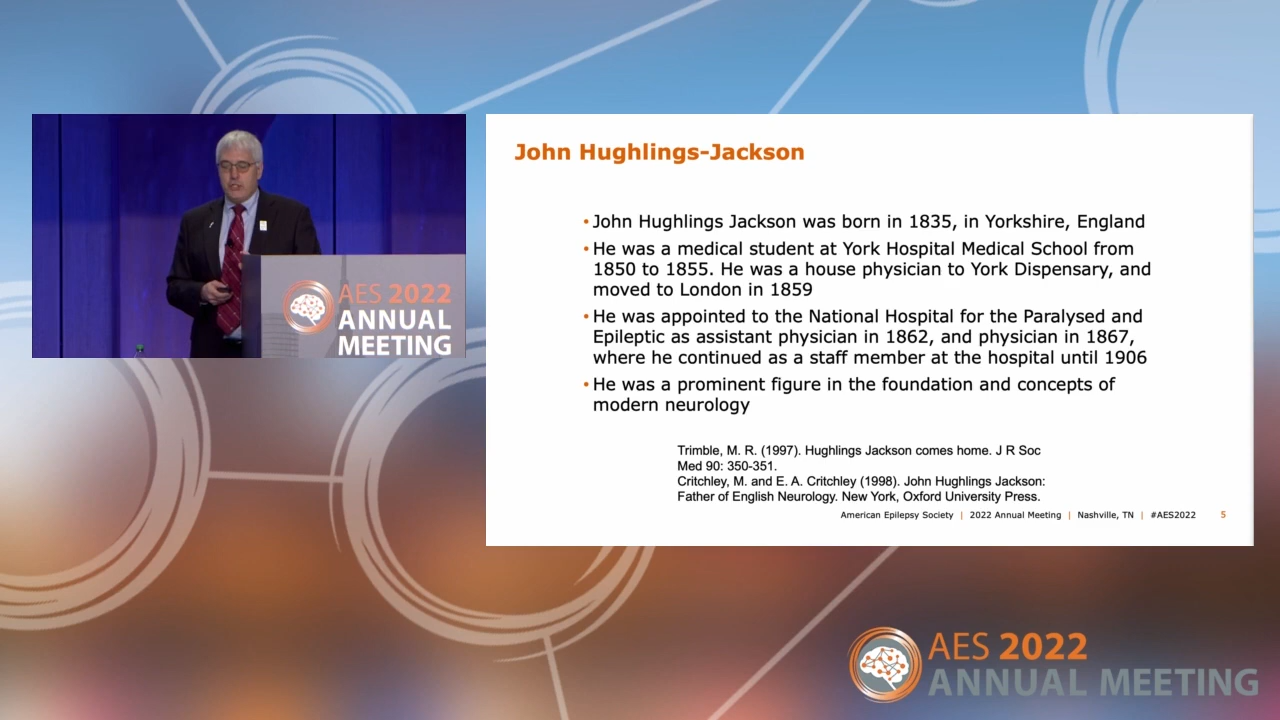 AES 2022
ANNUAL
MEETING
John Hughlings-Jackson
•John Hughlings Jackson was born in 1835, in Yorkshire, England
•He was a medical student at York Hospital Medical School from
1850 to 1855. He was a house physician to York Dispensary, and
moved to London in 1859
•He was appointed to the National Hospital for the Paralysed and
Epileptic as assistant physician in 1862, and physician in 1867,
where he continued as a staff member at the hospital until 1906
•He was a prominent figure in the foundation and concepts of
modern neurology
Trimble, M. R. (1997). Hughlings Jackson comes home. J R Soc
Med 90: 350-351.
Critchley, M. and E. A. Critchley (1998). John Hughlings Jackson:
Father of English Neurology. New York, Oxford University Press.
American Epilepsy Society | 2022 Annual Meeting | Nashville, TN | #AES2022 5
AES 2022
ANNUAL MEETING